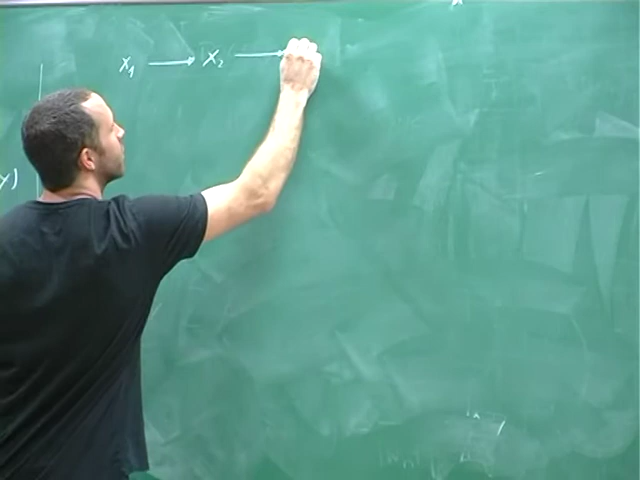 X₁ → X₂ →
y)